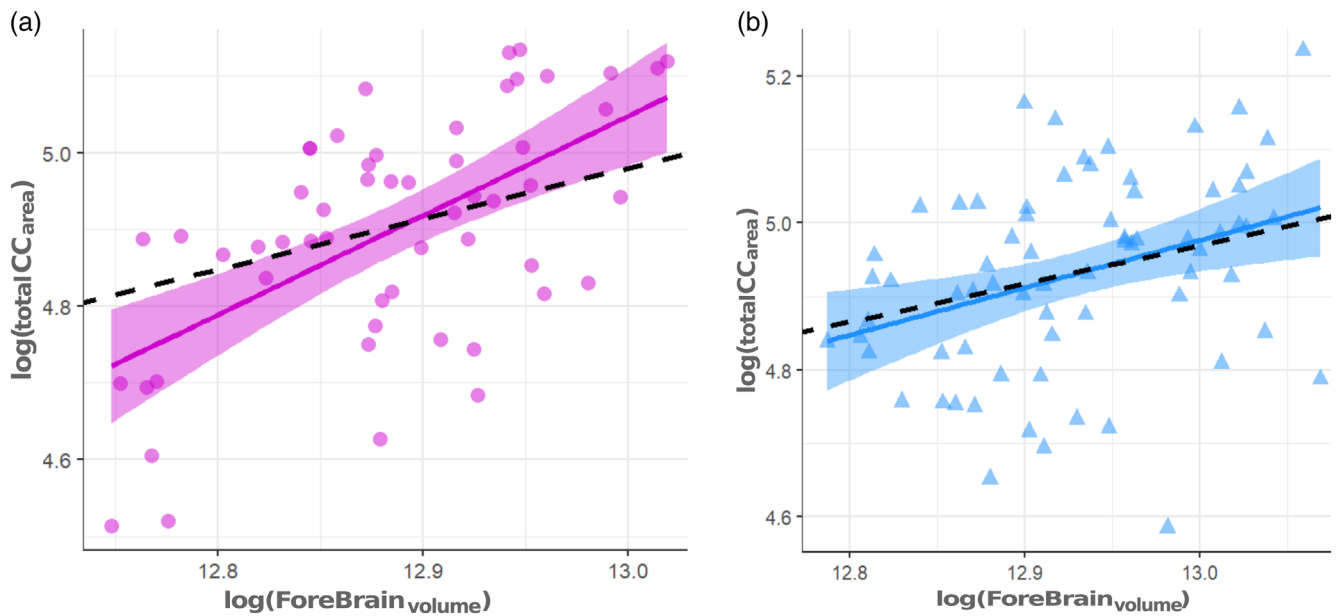 (a)
log(totalCCarea)
5.0
4.8
4.6
12.8
12.9
13.0
log(ForeBrainvolume)
(b)
log(totalCCarea)
5.2
5.0
4.8
4.6
12.8
12.9
13.0
log(ForeBrainvolume)